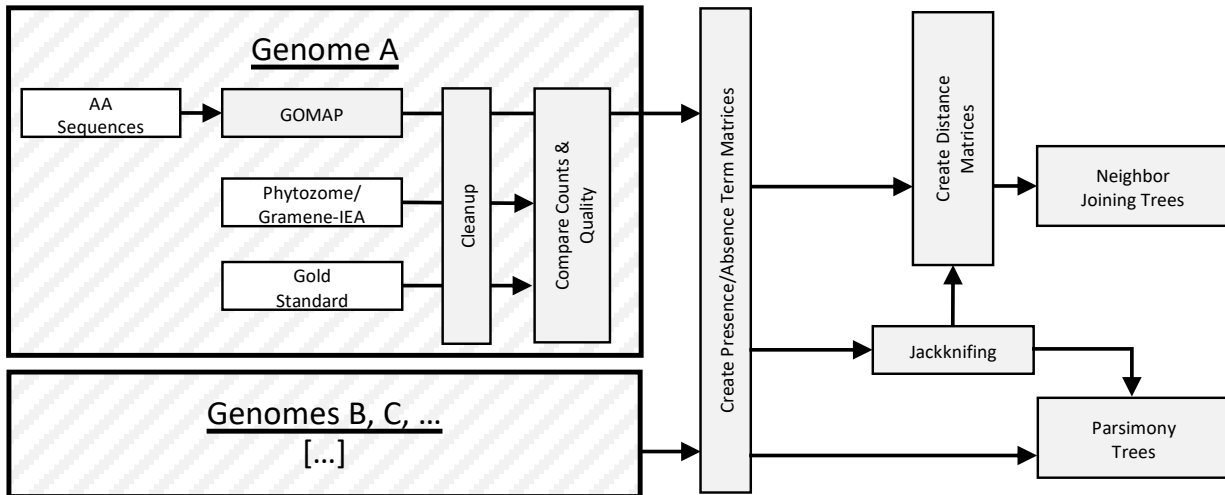 Genome A
AA
Sequences
GOMAP
Phytozome/
Gramene-IEA
Gold
Standard
Cleanup
Compare Counts &
Quality
Genomes B, C, ...
[...]
Create Presence/Absence Term Matrices
Create Distance
Matrices
Neighbor
Joining Trees
Jackknifing
Parsimony
Trees